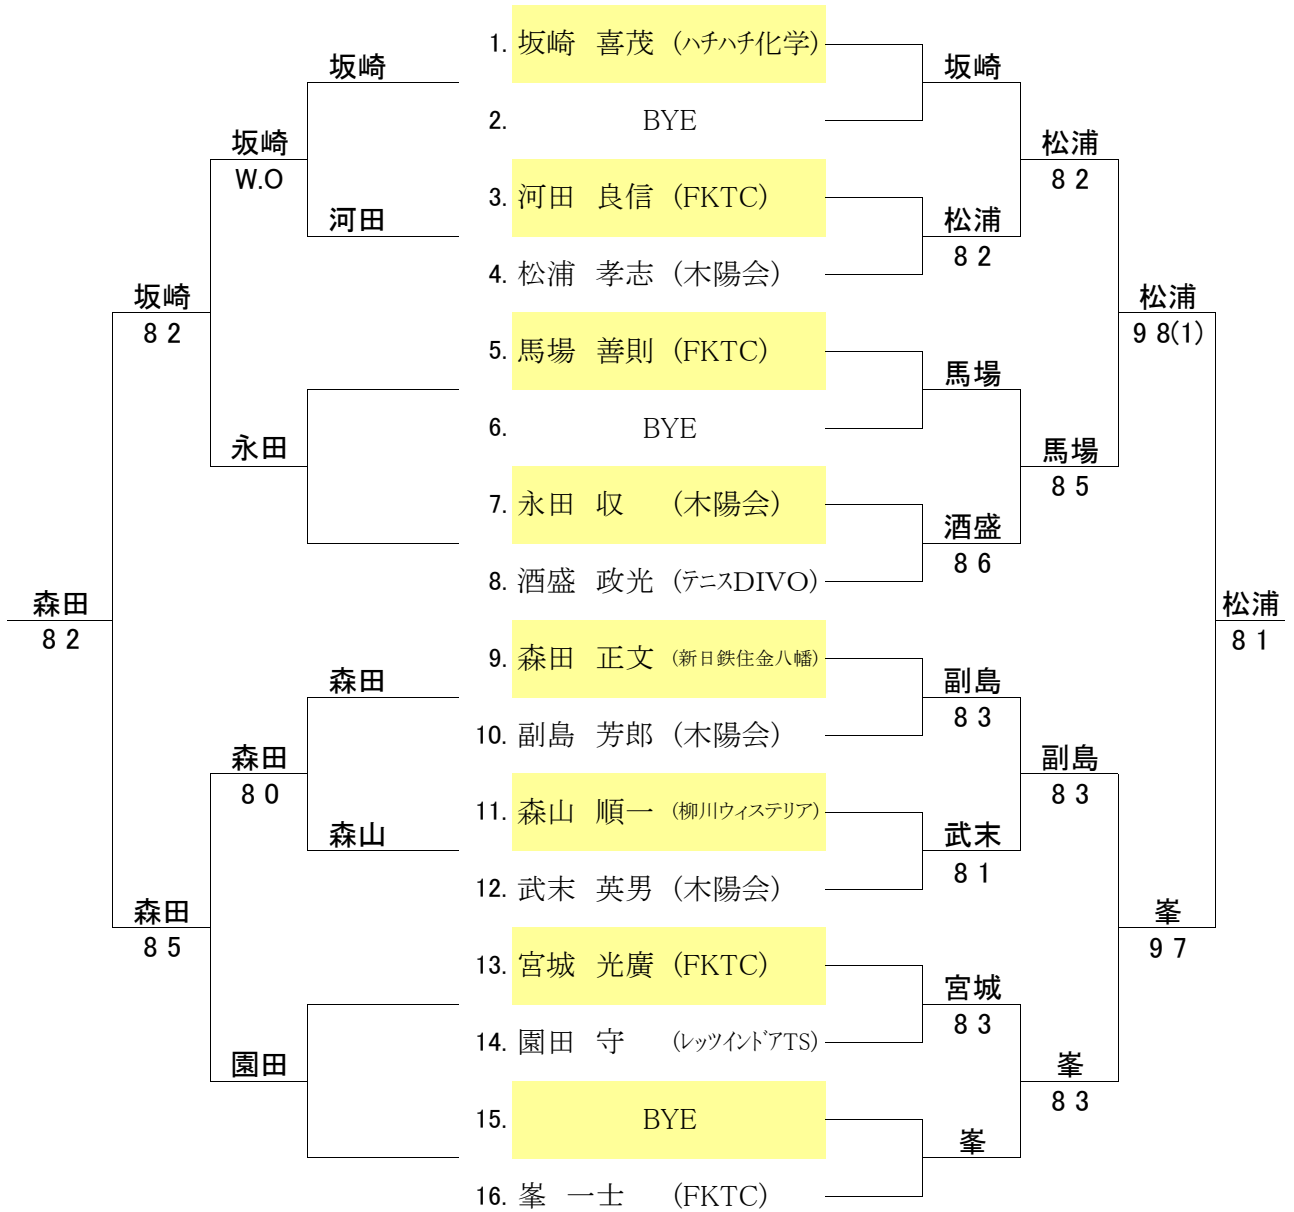 1. 坂崎 喜茂 (ハチハチ化学)
坂崎 坂崎
2. BYE
坂崎 松浦
W.O 8 2
3. 河田 良信 (FKTC)
河田 松浦
8 2
4. 松浦 孝志 (木陽会)
坂崎 松浦
8 2 9 8(1)
5. 馬場 善則 (FKTC)
馬場
6. BYE
永田 馬場
8 5
7. 永田 収 (木陽会)
酒盛
8 6
8. 酒盛 政光 (テニスDIVO)
森田 松浦
8 2 8 1
9. 森田 正文 (新日鉄住金八幡)
森田 副島
8 3
10. 副島 芳郎 (木陽会)
森田 副島
8 0 8 3
11. 森山 順一 (柳川ウィステリア)
森山 武末
8 1
12. 武末 英男 (木陽会)
森田 峯
8 5 9 7
13. 宮城 光廣 (FKTC)
宮城
8 3
14. 園田 守 (レッツインドアTS)
園田 峯
8 3
15. BYE
峯
16. 峯 一士 (FKTC)